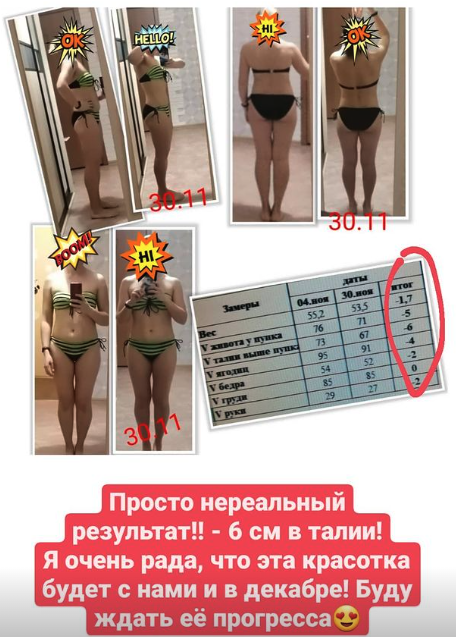 OK
HELLO!
HI
OK
30.11
30.11
BOOM!
HI
30.11
Замеры даты итог
04.ноя 30.ноя
Вес 55,2 53,5 -1,7
V живота у пупка 76 71 -5
V талии выше пупка 73 67 -6
V ягодиц 95 91 -4
V бедра 54 52 -2
V груди 85 85 0
V руки 29 27 -2
Просто нереальный
результат!! - 6 см в талии!
Я очень рада, что эта красотка
будет с нами и в декабре! Буду
ждать её прогресса😍